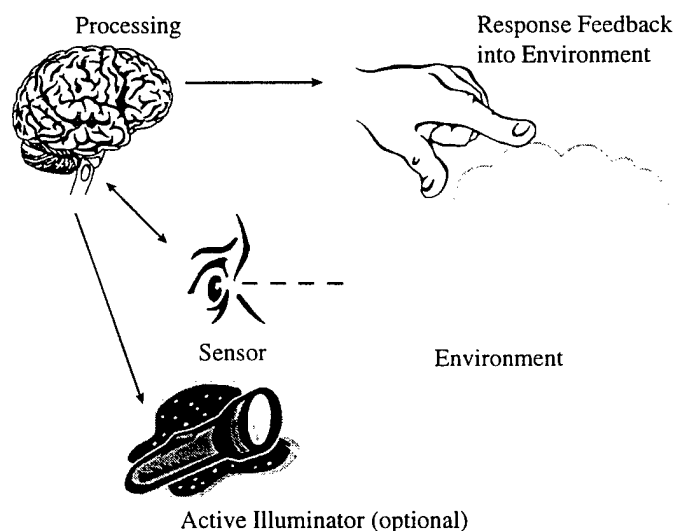 Processing
Response Feedback
into Environment
Sensor
Environment
Active Illuminator (optional)